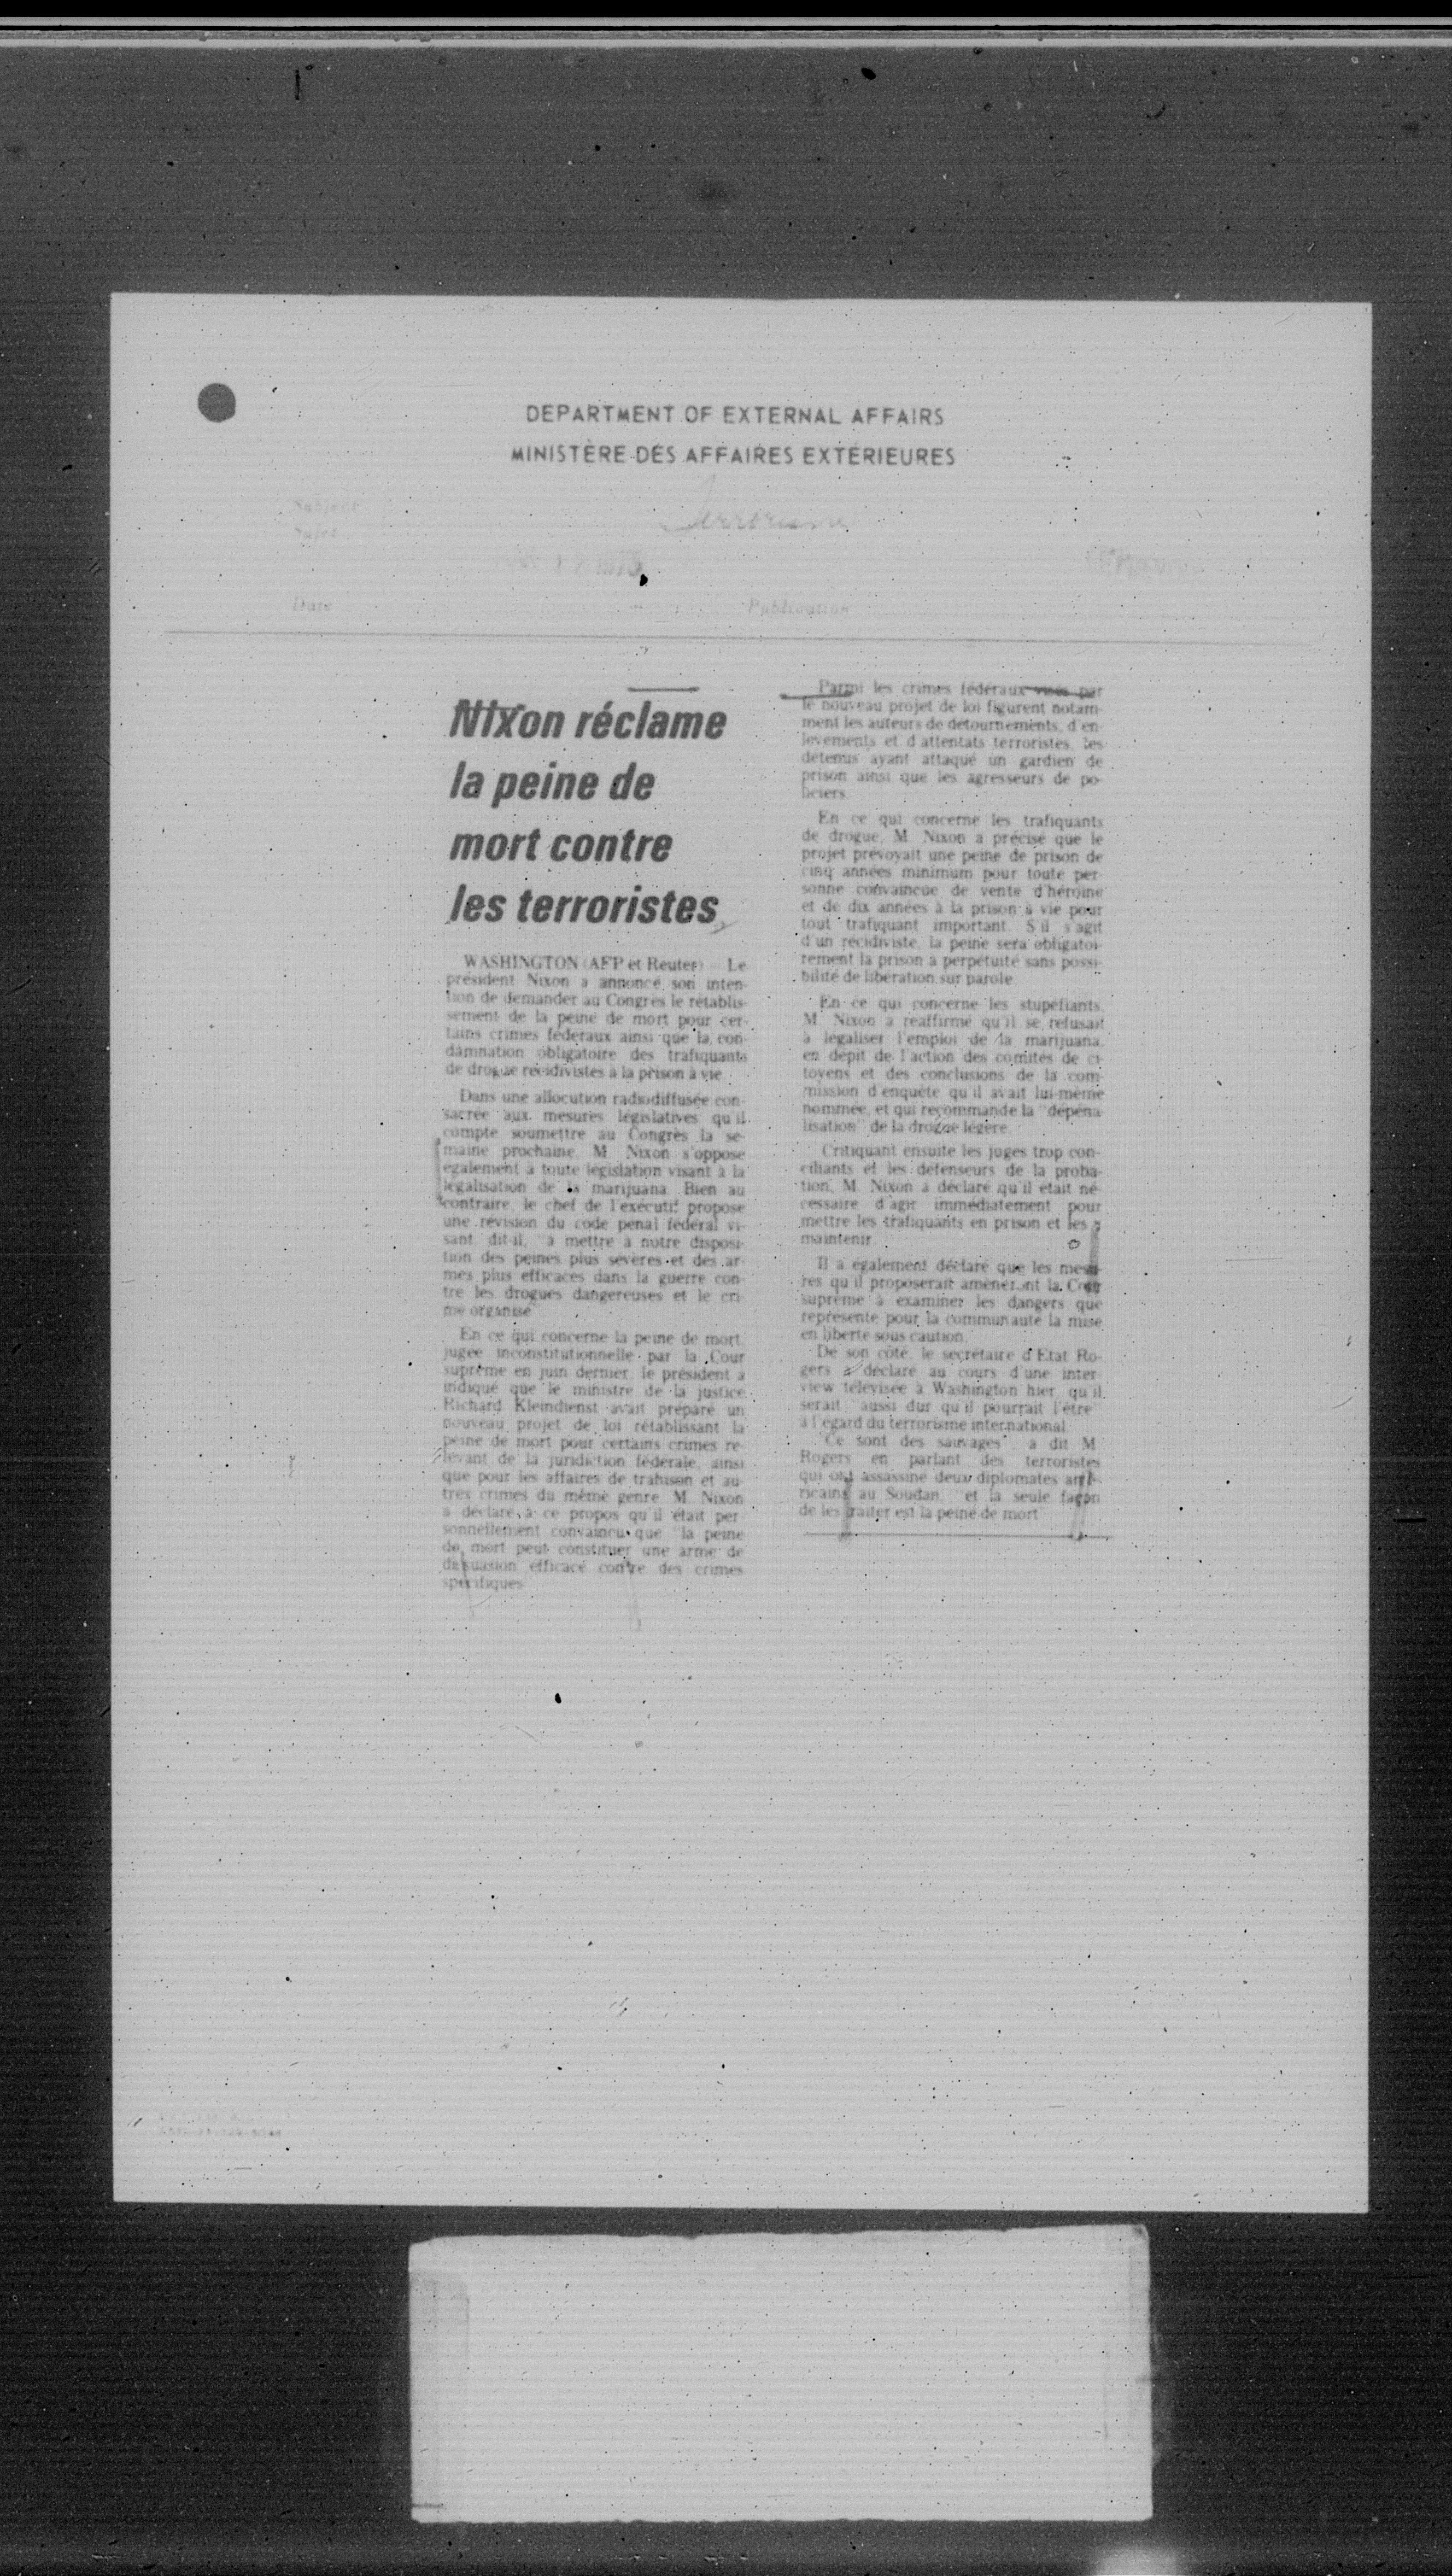 DEPARTMENT OF EXTERNAL AFFAIRS
MINISTÈRE DES AFFAIRES EXTÉRIEURES
Subject
Sujet
Terrorism
12 1973
Date
Publication
Nixon réclame
la peine de
mort contre
les terroristes
WASHINGTON (AFP et Reuter) — Le
président Nixon a annoncé son inten-
tion de demander au Congrès le rétablis-
sement de la peine de mort pour cer-
tains crimes fédéraux ainsi que la con-
damnation obligatoire des trafiquants
de drogue récidivistes à la prison à vie.
Dans une allocution radiodiffusée con-
sacrée aux mesures législatives qu'il
compte soumettre au Congrès la se-
maine prochaine, M. Nixon s'oppose
également à toute législation visant à la
légalisation de la marijuana. Bien au
contraire, le chef de l'exécutif propose
une révision du code pénal fédéral vi-
sant, dit-il, "à mettre à notre disposi-
tion des peines plus sévères et des ar-
mes plus efficaces dans la guerre con-
tre les drogues dangereuses et le cri-
me organisé"
En ce qui concerne la peine de mort,
jugée inconstitutionnelle par la Cour
suprême en juin dernier, le président a
indiqué que le ministre de la justice
Richard Kleindienst avait préparé un
nouveau projet de loi rétablissant la
peine de mort pour certains crimes re-
levant de la juridiction fédérale, ainsi
que pour les affaires de trahison et au-
tres crimes du même genre. M. Nixon
a déclaré à ce propos qu'il était per-
sonnellement convaincu que "la peine
de mort peut constituer une arme de
dissuasion efficace contre des crimes
spécifiques"
Parmi les crimes fédéraux visés par
le nouveau projet de loi figurent notam-
ment les auteurs de détournements, d'en-
lèvements et d'attentats terroristes, les
détenus ayant attaqué un gardien de
prison ainsi que les agresseurs de po-
liciers.
En ce qui concerne les trafiquants
de drogue, M. Nixon a précisé que le
projet prévoyait une peine de prison de
cinq années minimum pour toute per-
sonne convaincue de vente d'héroïne
et de dix années à la prison à vie pour
tout trafiquant important. S'il s'agit
d'un récidiviste, la peine sera obligatoi-
rement la prison à perpétuité sans possi-
bilité de libération sur parole.
En ce qui concerne les stupéfiants,
M. Nixon a réaffirmé qu'il se refusait
à légaliser l'emploi de la marijuana,
en dépit de l'action des comités de ci-
toyens et des conclusions de la com-
mission d'enquête qu'il avait lui-même
nommée, et qui recommande la "dépéna-
lisation" de la drogue légère.
Critiquant ensuite les juges trop con-
ciliants et les défenseurs de la proba-
tion, M. Nixon a déclaré qu'il était né-
cessaire d'agir immédiatement pour
mettre les trafiquants en prison et les y
maintenir.
Il a également déclaré que les mesu-
res qu'il proposerait amèneront la Cour
suprême à examiner les dangers que
représente pour la communauté la mise
en liberté sous caution.
De son côté, le secrétaire d'Etat Ro-
gers a déclaré au cours d'une inter-
view télévisée à Washington hier, qu'il
serait "aussi dur qu'il pourrait l'être"
à l'égard du terrorisme international.
"Ce sont des sauvages", a dit M.
Rogers en parlant des terroristes
qui ont assassiné deux diplomates amé-
ricains au Soudan, "et la seule façon
de les traiter est la peine de mort"